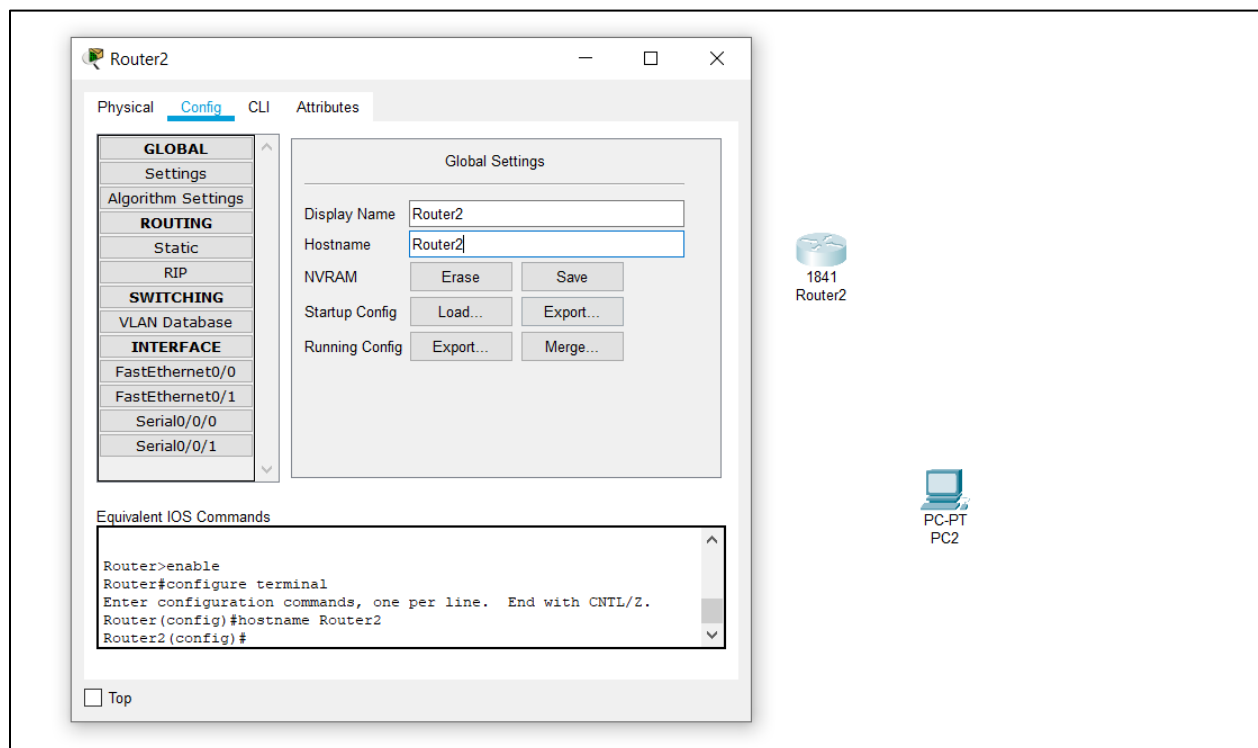 Router2
Physical Config CLI Attributes
GLOBAL
Settings
Algorithm Settings
ROUTING
Static
RIP
SWITCHING
VLAN Database
INTERFACE
FastEthernet0/0
FastEthernet0/1
Serial0/0/0
Serial0/0/1
Global Settings
Display Name Router2
Hostname Router2
NVRAM Erase Save
Startup Config Load... Export...
Running Config Export... Merge...
Equivalent IOS Commands
Router>enable
Router#configure terminal
Enter configuration commands, one per line.  End with CNTL/Z.
Router(config)#hostname Router2
Router2(config)#
Top
1841
Router2
PC-PT
PC2